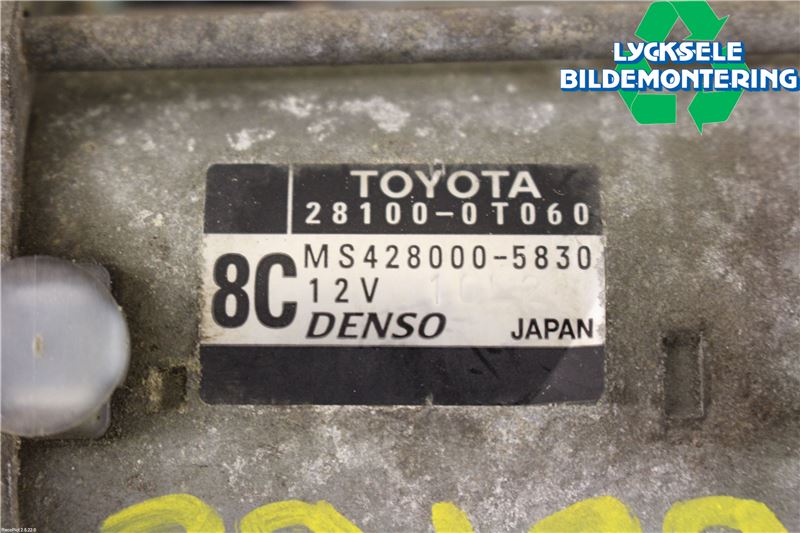 LYCKSELE
BILDEMONTERING
TOYOTA
28100-0T060
8C
MS428000-5830
12V
DENSO
JAPAN